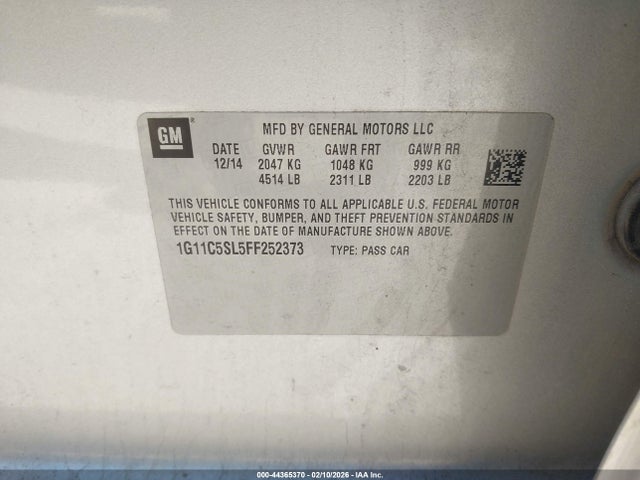 GM
MFD BY GENERAL MOTORS LLC
DATE GVWR GAWR FRT GAWR RR
12/14 2047 KG 1048 KG 999 KG
4514 LB 2311 LB 2203 LB
THIS VEHICLE CONFORMS TO ALL APPLICABLE U.S. FEDERAL MOTOR
VEHICLE SAFETY, BUMPER, AND THEFT PREVENTION STANDARDS IN
EFFECT ON THE DATE OF MANUFACTURE SHOWN ABOVE.
1G11C5SL5FF252373 TYPE: PASS CAR
000-44365370 - 02/10/2026 - IAA Inc.